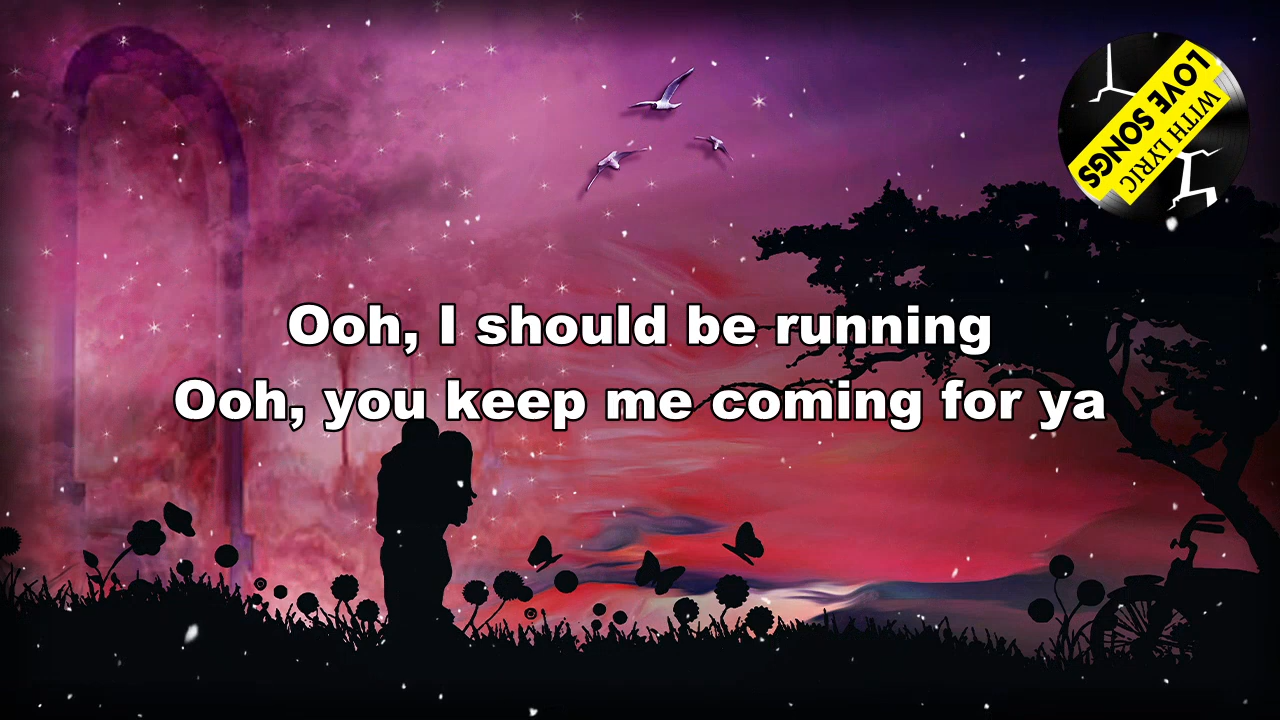 LOVE SONGS
WITH LYRIC
Ooh, I should be running
Ooh, you keep me coming for ya